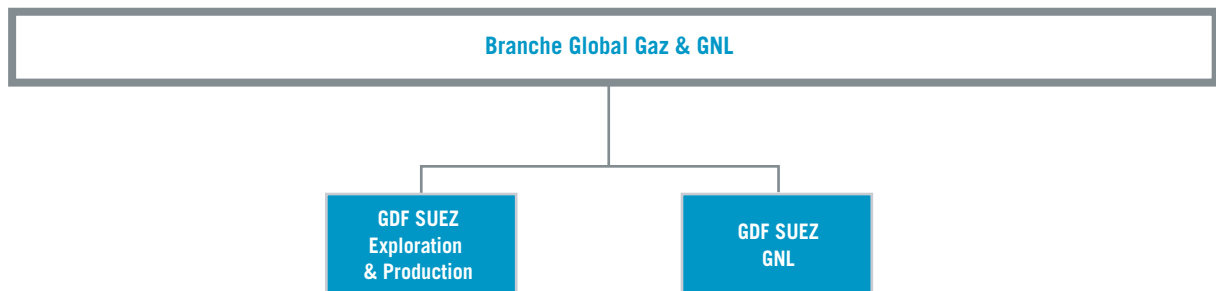 Branche Global Gaz & GNL
GDF SUEZ
Exploration
& Production
GDF SUEZ
GNL